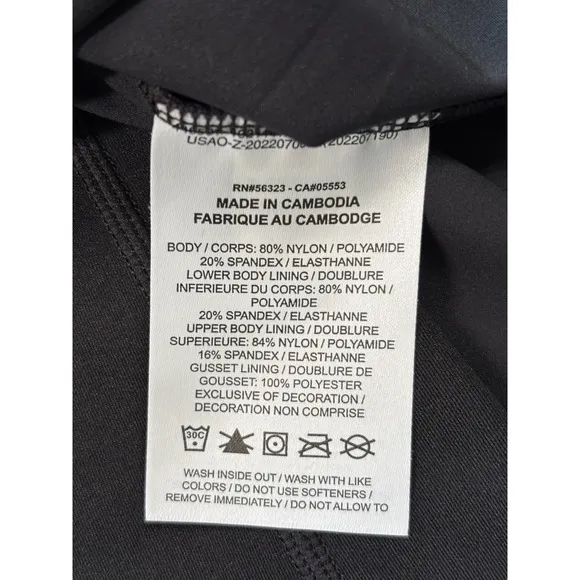 USAO-Z-2022070
RN#56323 - CA#05553
MADE IN CAMBODIA
FABRIQUE AU CAMBODGE
BODY / CORPS: 80% NYLON / POLYAMIDE
20% SPANDEX / ELASTHANNE
LOWER BODY LINING / DOUBLURE
INFERIEURE DU CORPS: 80% NYLON /
POLYAMIDE
20% SPANDEX / ELASTHANNE
UPPER BODY LINING / DOUBLURE
SUPERIEURE: 84% NYLON / POLYAMIDE
16% SPANDEX / ELASTHANNE
GUSSET LINING / DOUBLURE DE
GOUSSET: 100% POLYESTER
EXCLUSIVE OF DECORATION /
DECORATION NON COMPRISE
30C
WASH INSIDE OUT / WASH WITH LIKE
COLORS / DO NOT USE SOFTENERS /
REMOVE IMMEDIATELY / DO NOT ALLOW TO